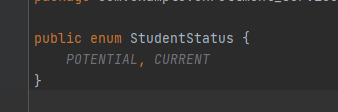 public enum StudentStatus {
POTENTIAL, CURRENT
}